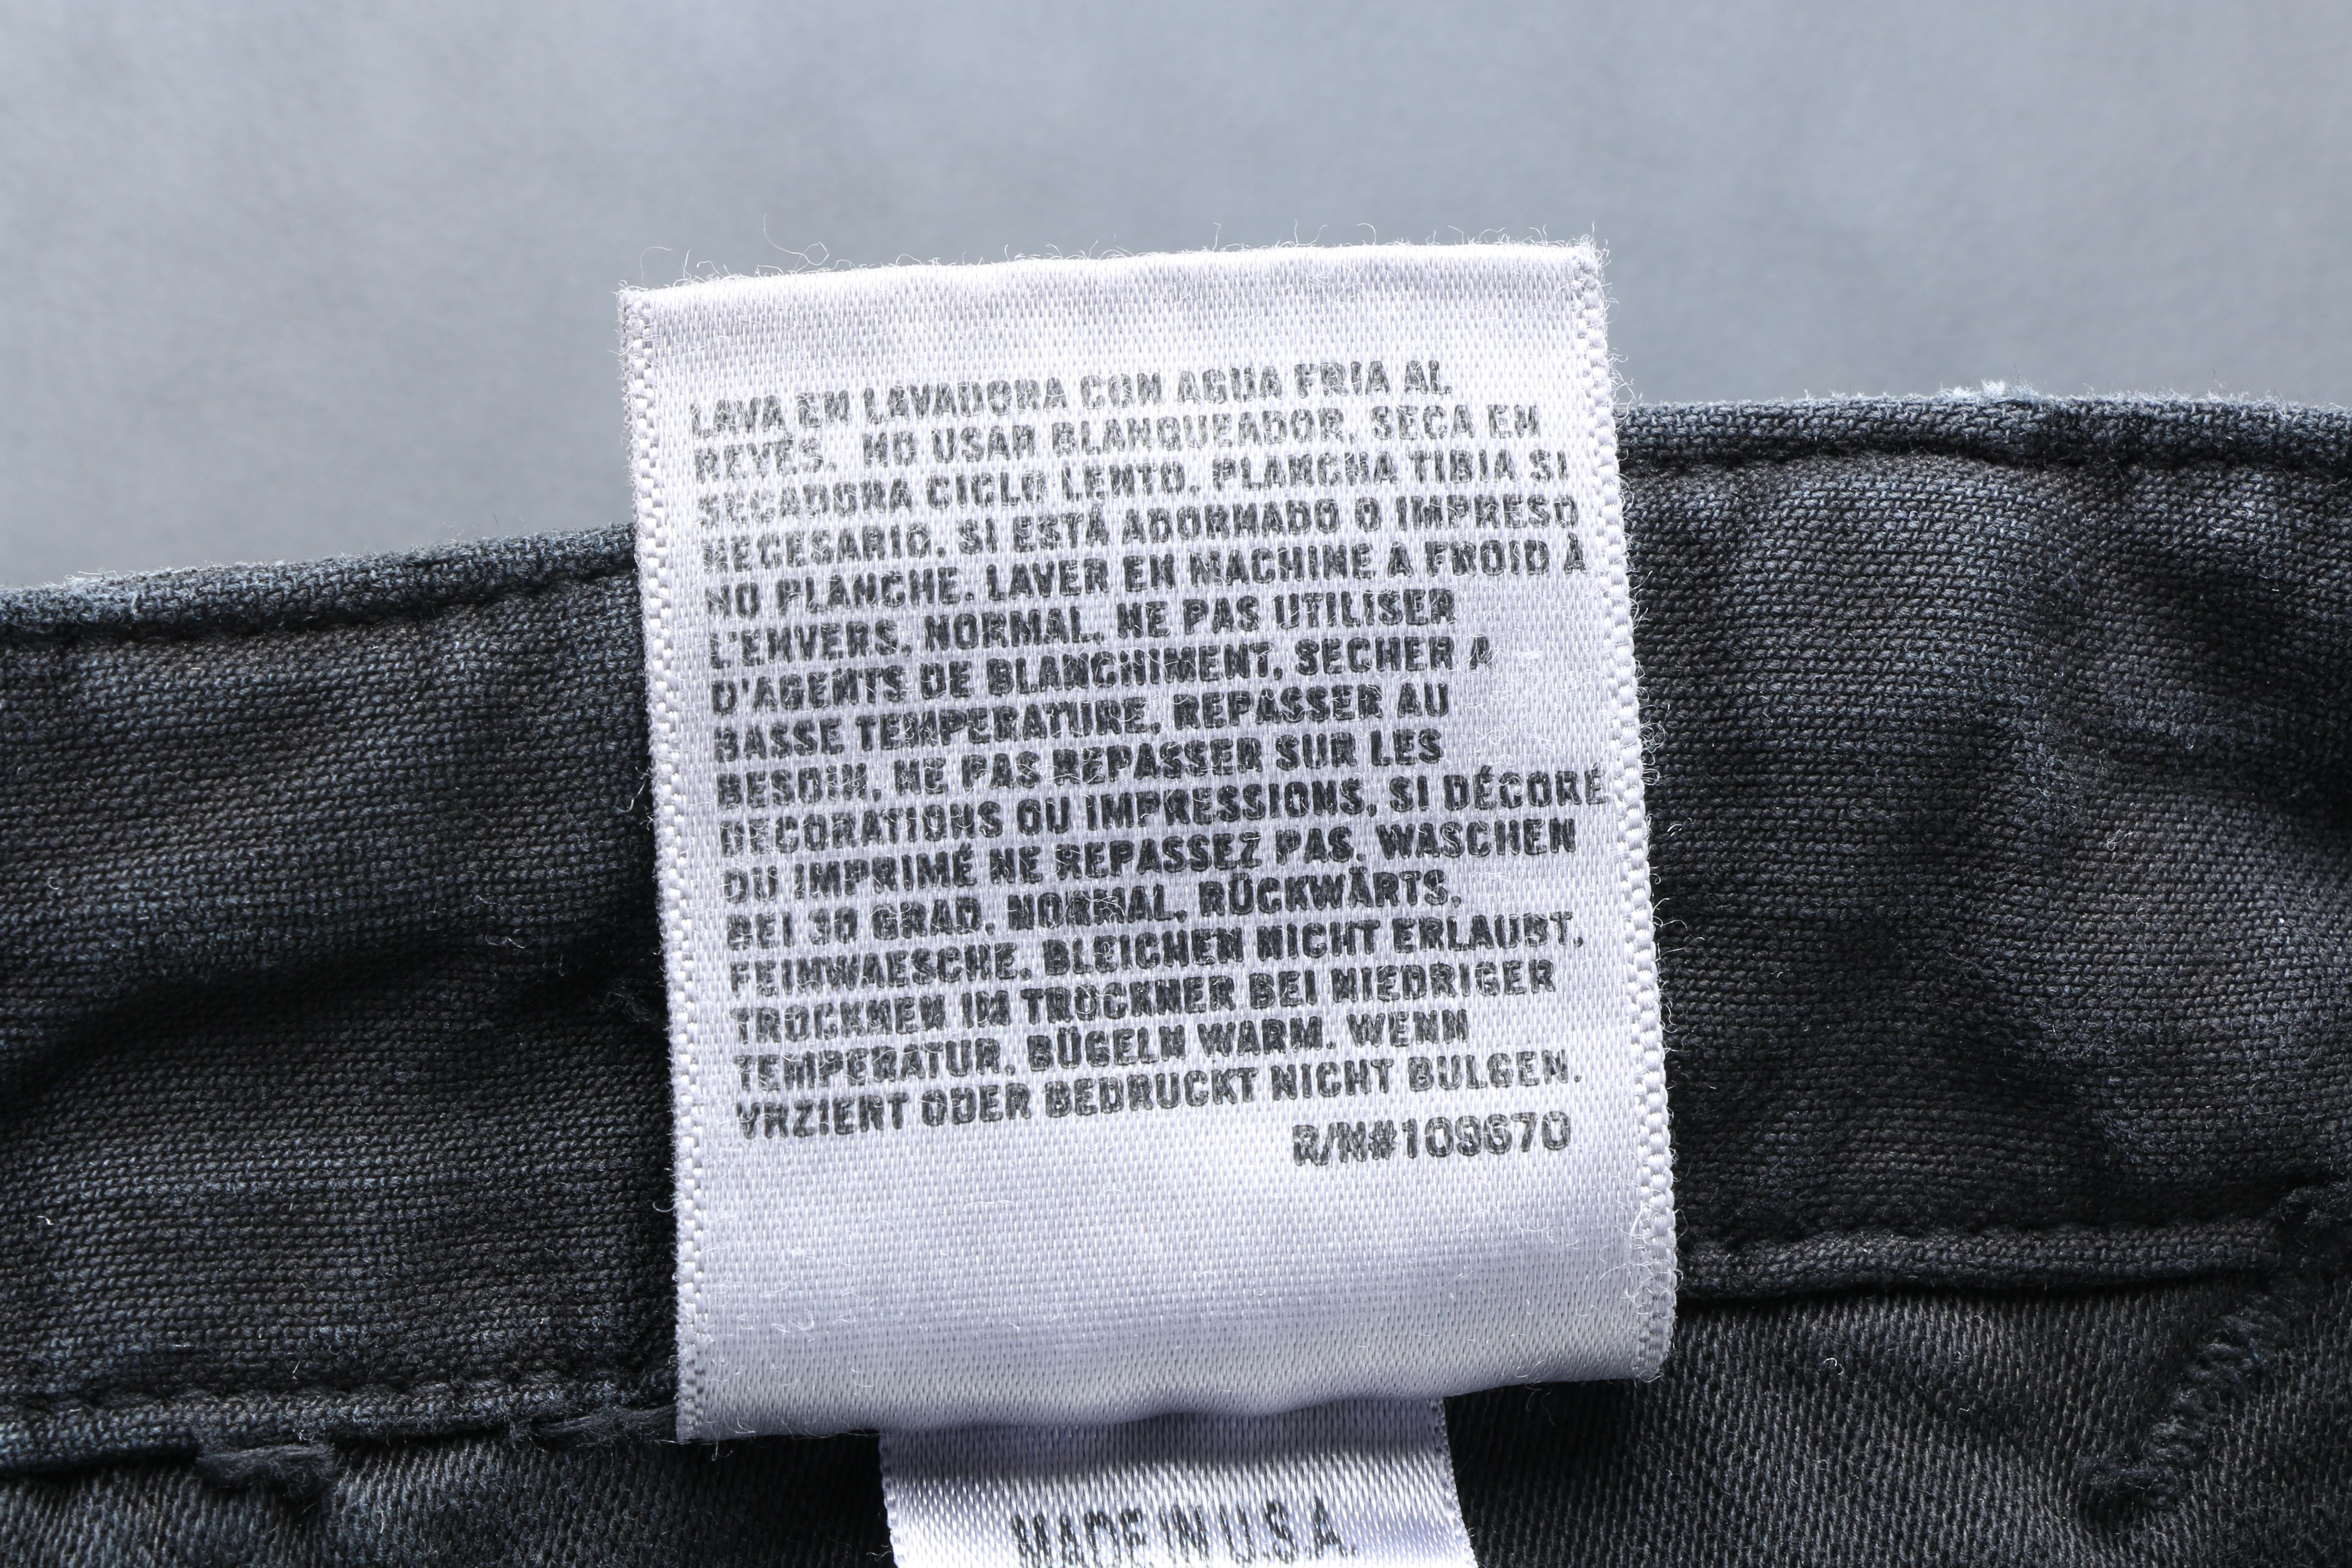 LAVA EN LAVADORA CON AGUA FRIA AL
REVÉS. NO USAR BLANQUEADOR. SECA EN
SECADORA CICLO LENTO. PLANCHA TIBIA SI
NECESARIO. SI ESTÁ ADORNADO O IMPRESO
NO PLANCHE. LAVER EN MACHINE A FROID À
L'ENVERS. NORMAL. NE PAS UTILISER
D'AGENTS DE BLANCHIMENT, SECHER A
BASSE TEMPERATURE, REPASSER AU
BESOIN, NE PAS REPASSER SUR LES
DECORATIONS OU IMPRESSIONS, SI DÉCORÉ
OU IMPRIMÉ NE REPASSEZ PAS. WASCHEN
BEI 30 GRAD. NORMAL. RÜCKWÄRTS.
FEINWAESCHE. BLEICHEN NICHT ERLAUBT.
TROCKNEN IM TROCKNER BEI NIEDRIGER
TEMPERATUR. BÜGELN WARM. WENN
VRZIERT ODER BEDRUCKT NICHT BULGEN.
R/N#109670
MADE IN U.S.A.